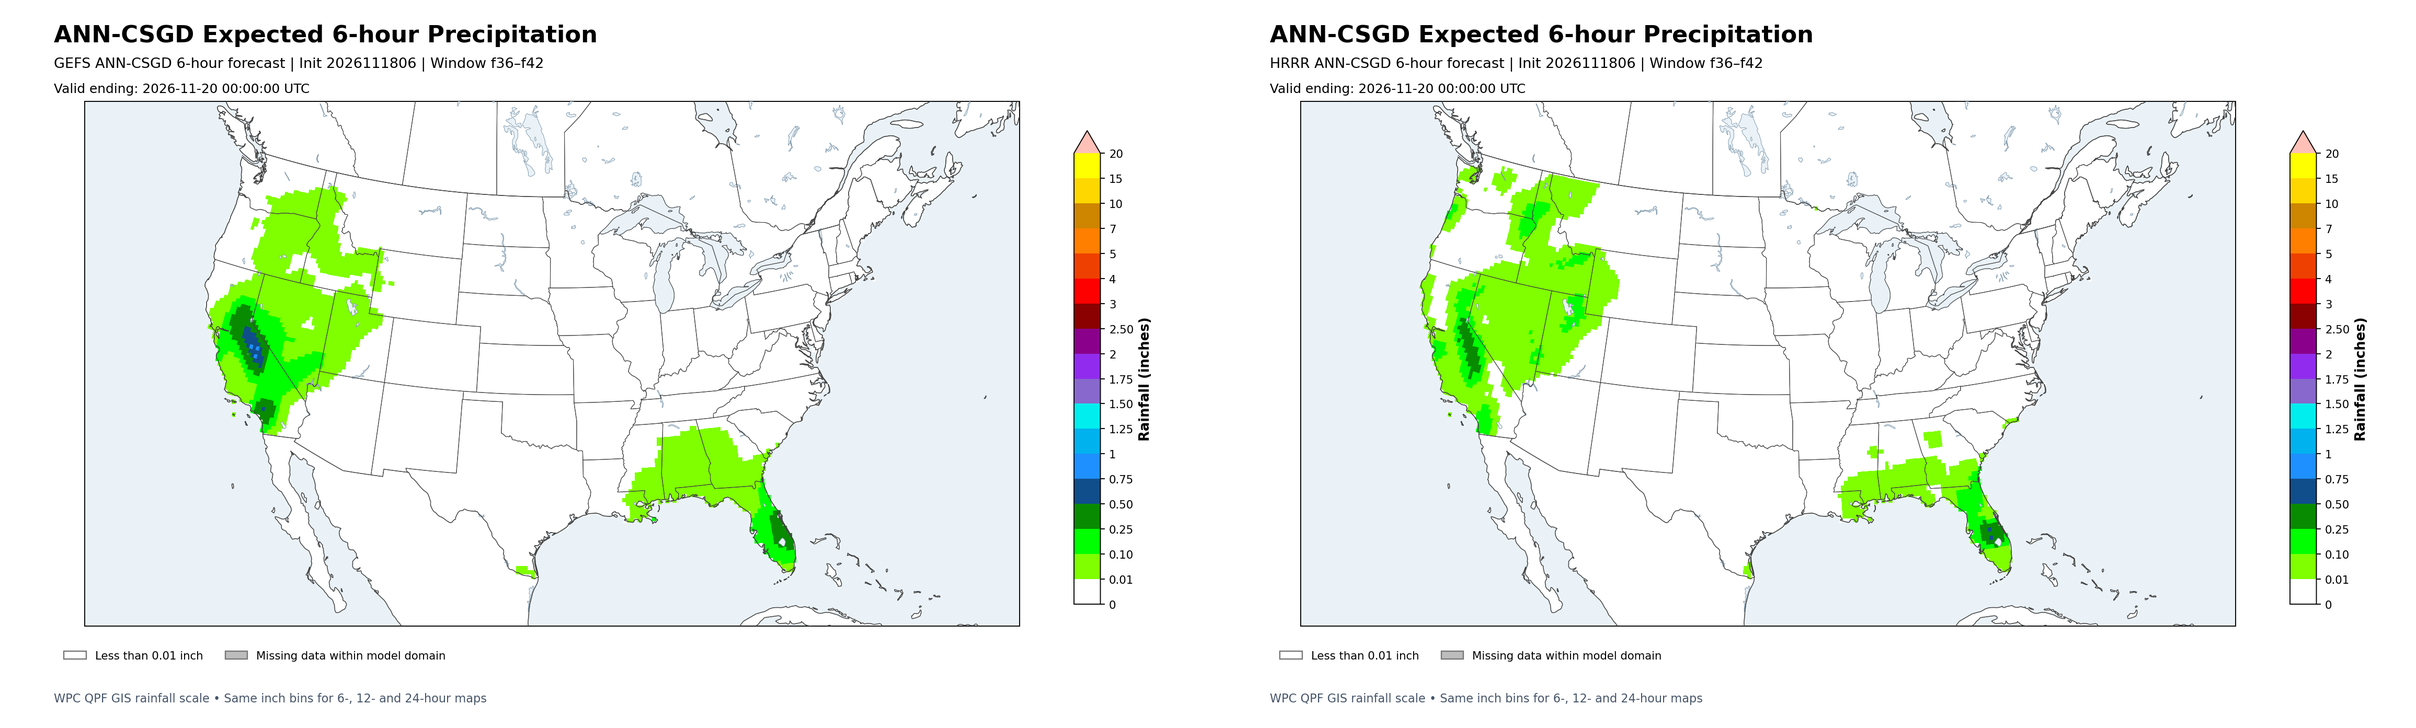 ANN-CSGD Expected 6-hour Precipitation
GEFS ANN-CSGD 6-hour forecast | Init 2026111806 | Window f36–f42
Valid ending: 2026-11-20 00:00:00 UTC
20
15
10
7
5
4
3
2.50
2
1.75
1.50
1.25
1
0.75
0.50
0.25
0.10
0.01
0
Rainfall (inches)
Less than 0.01 inch
Missing data within model domain
WPC QPF GIS rainfall scale • Same inch bins for 6-, 12- and 24-hour maps
ANN-CSGD Expected 6-hour Precipitation
HRRR ANN-CSGD 6-hour forecast | Init 2026111806 | Window f36–f42
Valid ending: 2026-11-20 00:00:00 UTC
20
15
10
7
5
4
3
2.50
2
1.75
1.50
1.25
1
0.75
0.50
0.25
0.10
0.01
0
Rainfall (inches)
Less than 0.01 inch
Missing data within model domain
WPC QPF GIS rainfall scale • Same inch bins for 6-, 12- and 24-hour maps